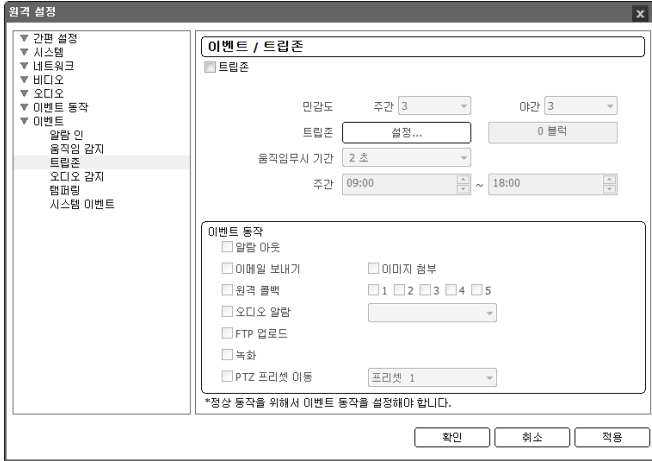 원격 설정
x
간편 설정
시스템
네트워크
비디오
오디오
이벤트 동작
이벤트
알람 인
움직임 감지
트립존
오디오 감지
탬퍼링
시스템 이벤트
이벤트 / 트립존
트립존
민감도 주간 3 야간 3
트립존 설정... 0 블럭
움직임무시 기간 2 초
주간 09:00 ~ 18:00
이벤트 동작
알람 아웃
이메일 보내기 이미지 첨부
원격 콜백 1 2 3 4 5
오디오 알람
FTP 업로드
녹화
PTZ 프리셋 이동 프리셋 1
*정상 동작을 위해서 이벤트 동작을 설정해야 합니다.
확인 취소 적용